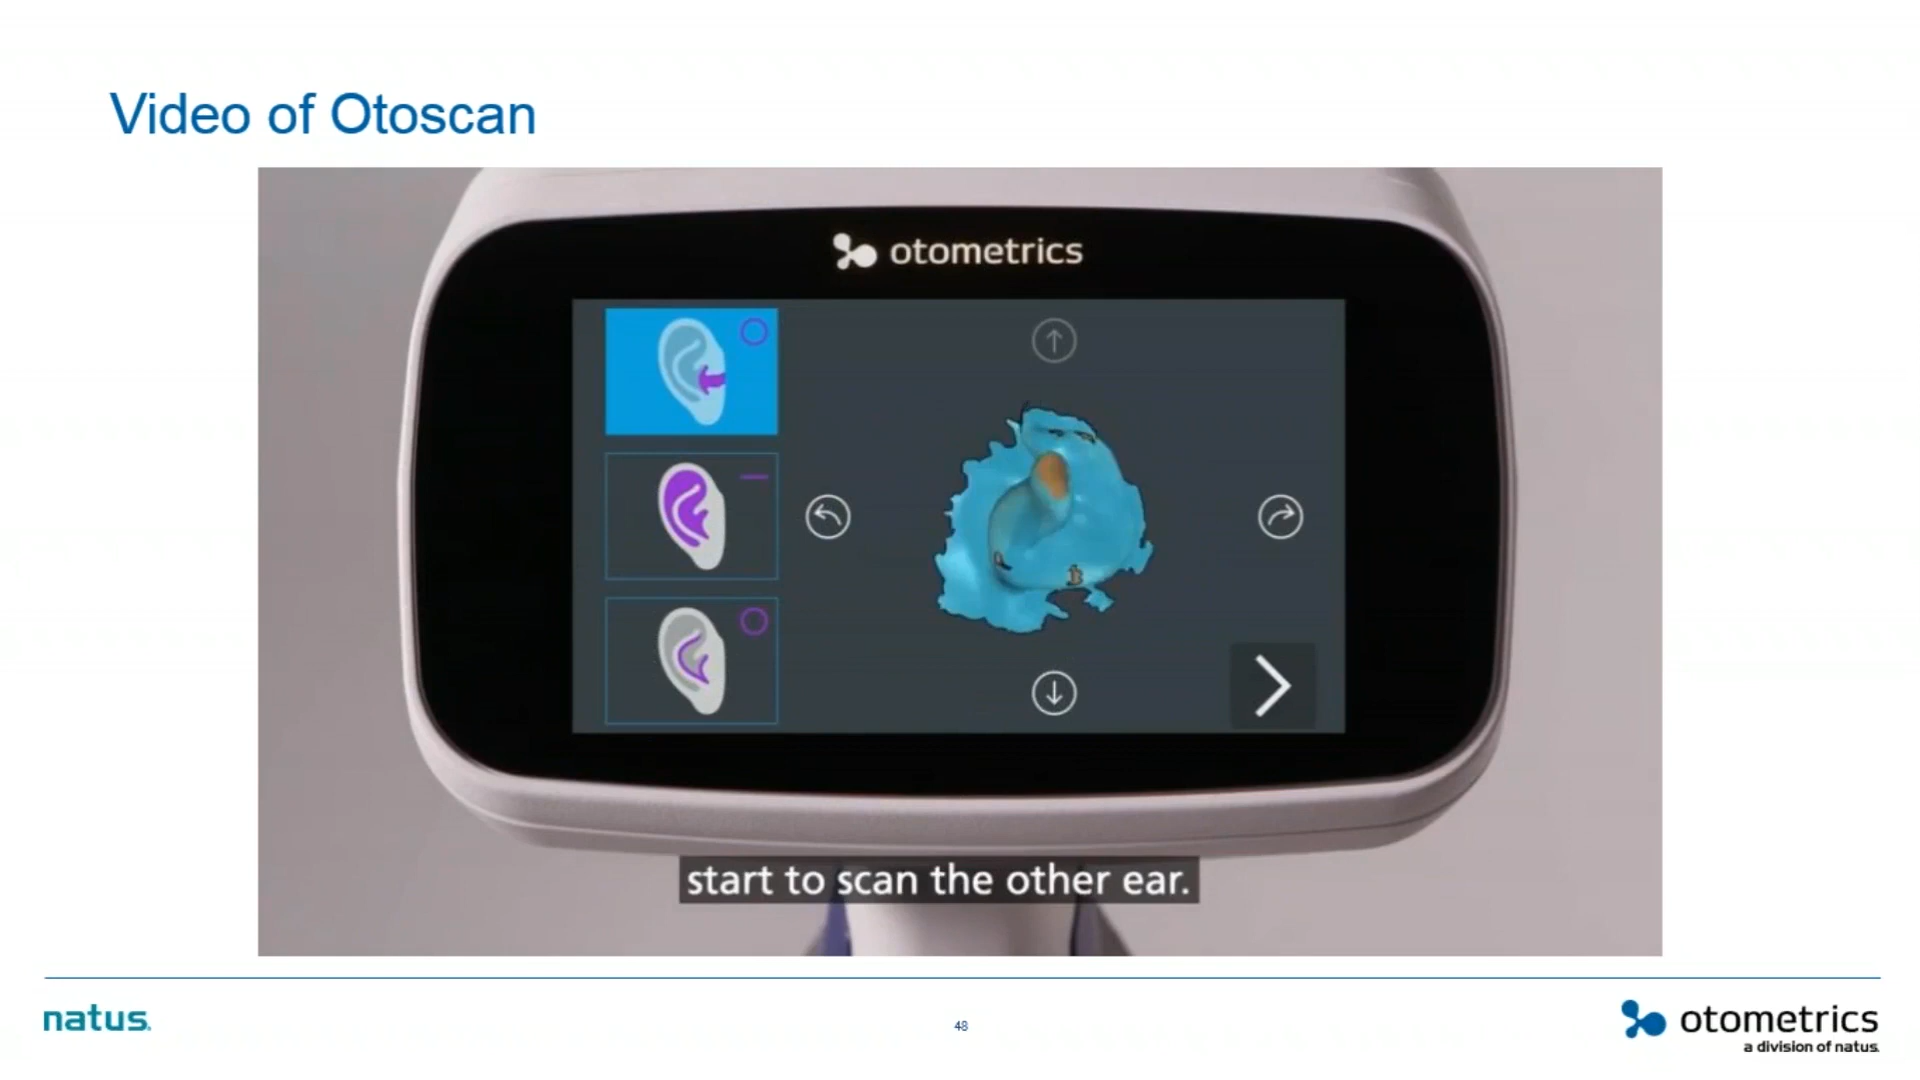 Video of Otoscan
otometrics
start to scan the other ear.
natus.
48
otometrics
a division of natus.